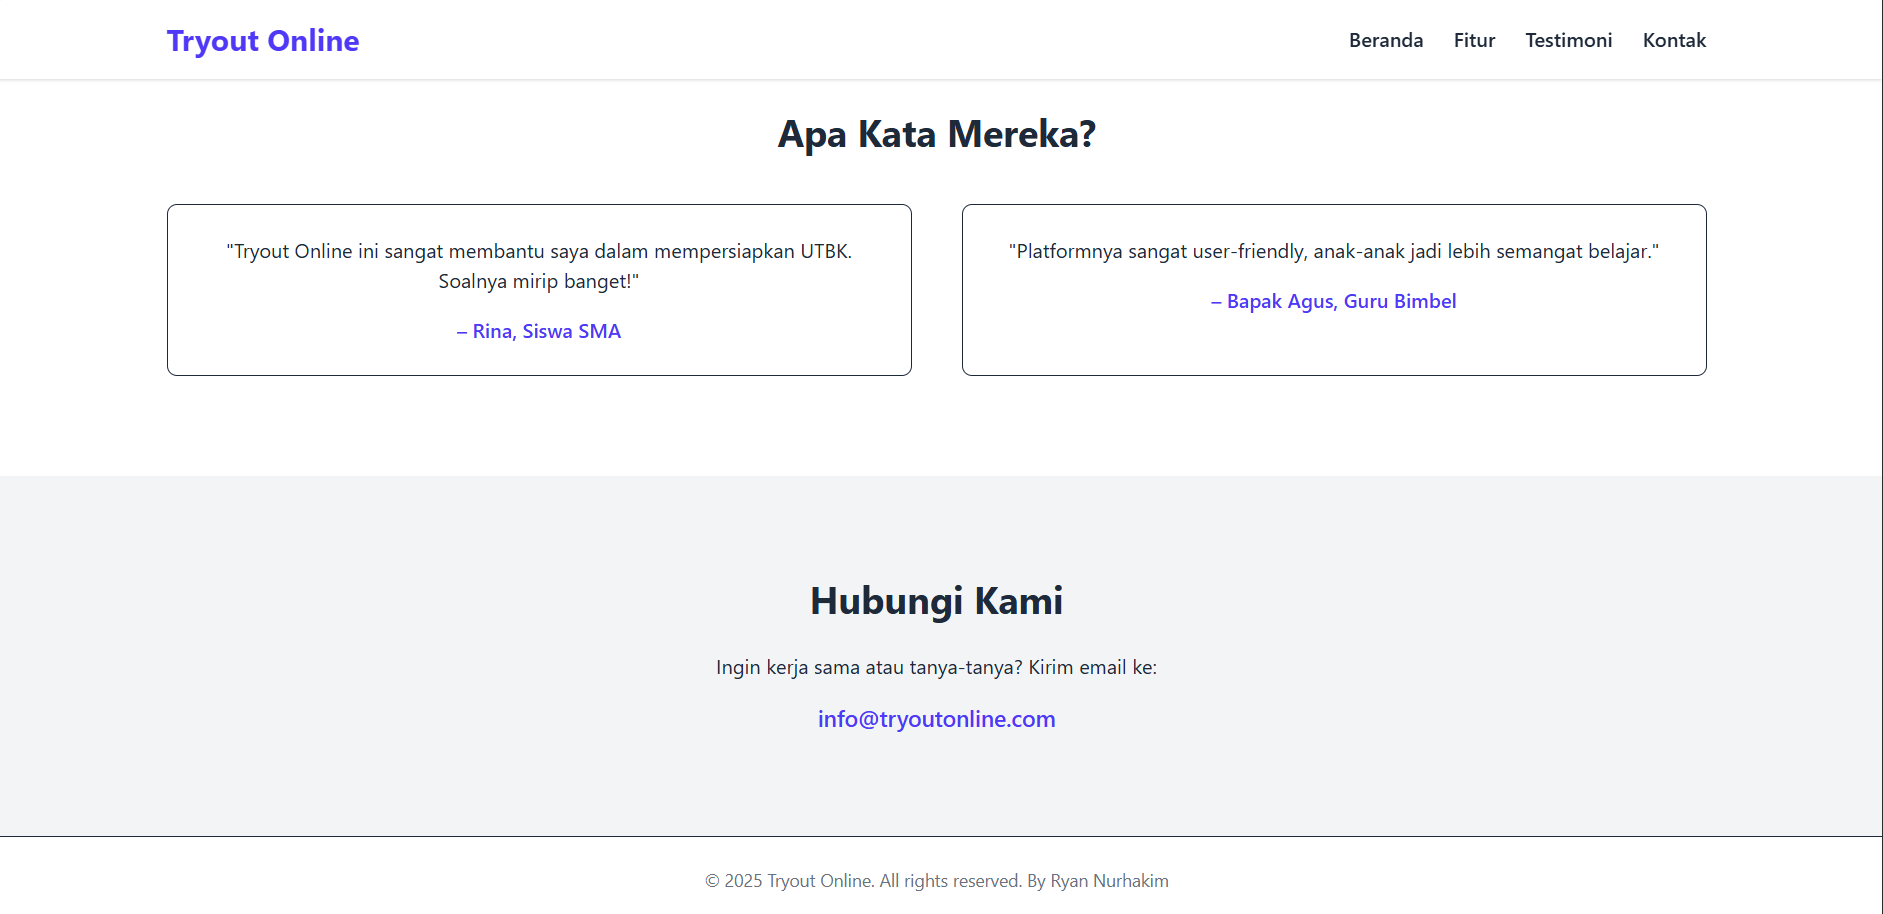 Tryout Online
Beranda Fitur Testimoni Kontak
Apa Kata Mereka?
"Tryout Online ini sangat membantu saya dalam mempersiapkan UTBK.
Soalnya mirip banget!"
– Rina, Siswa SMA
"Platformnya sangat user-friendly, anak-anak jadi lebih semangat belajar."
– Bapak Agus, Guru Bimbel
Hubungi Kami
Ingin kerja sama atau tanya-tanya? Kirim email ke:
info@tryoutonline.com
© 2025 Tryout Online. All rights reserved. By Ryan Nurhakim